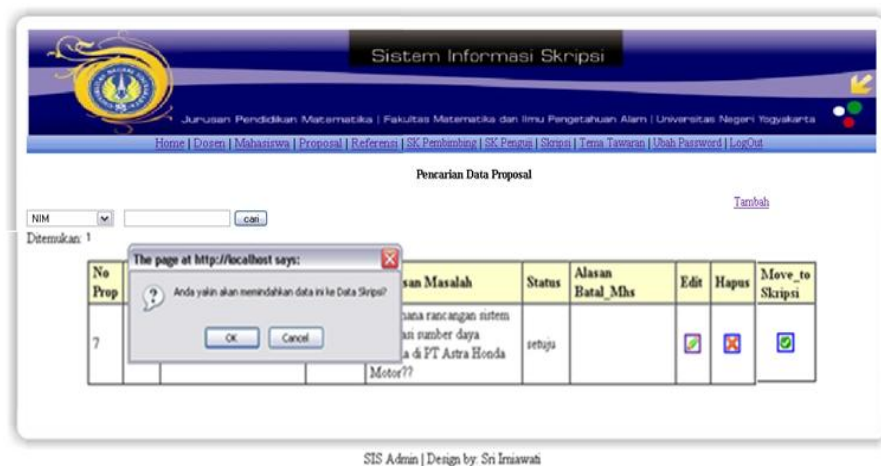 Sistem Informasi Skripsi
Jurusan Pendidikan Matematika | Fakultas Matematika dan Ilmu Pengetahuan Alam | Universitas Negeri Yogyakarta
Home | Dosen | Mahasiswa | Proposal | Referensi | SK Pembimbing | SK Penguji | Skripsi | Tema Tawaran | Ubah Password | LogOut
Pencarian Data Proposal
Tambah
NIM cari
Ditemukan: 1
The page at http://localhost says:
Anda yakin akan memindahkan data ini ke Data Skripsi?
OK Cancel
No Prop
san Masalah
Status
Alasan Batal_Mhs
Edit
Hapus
Move_to Skripsi
7
nana rancangan sistem
asi sumber daya
a di PT Astra Honda
Motor??
setuju
SIS Admin | Design by: Sri Irniawati